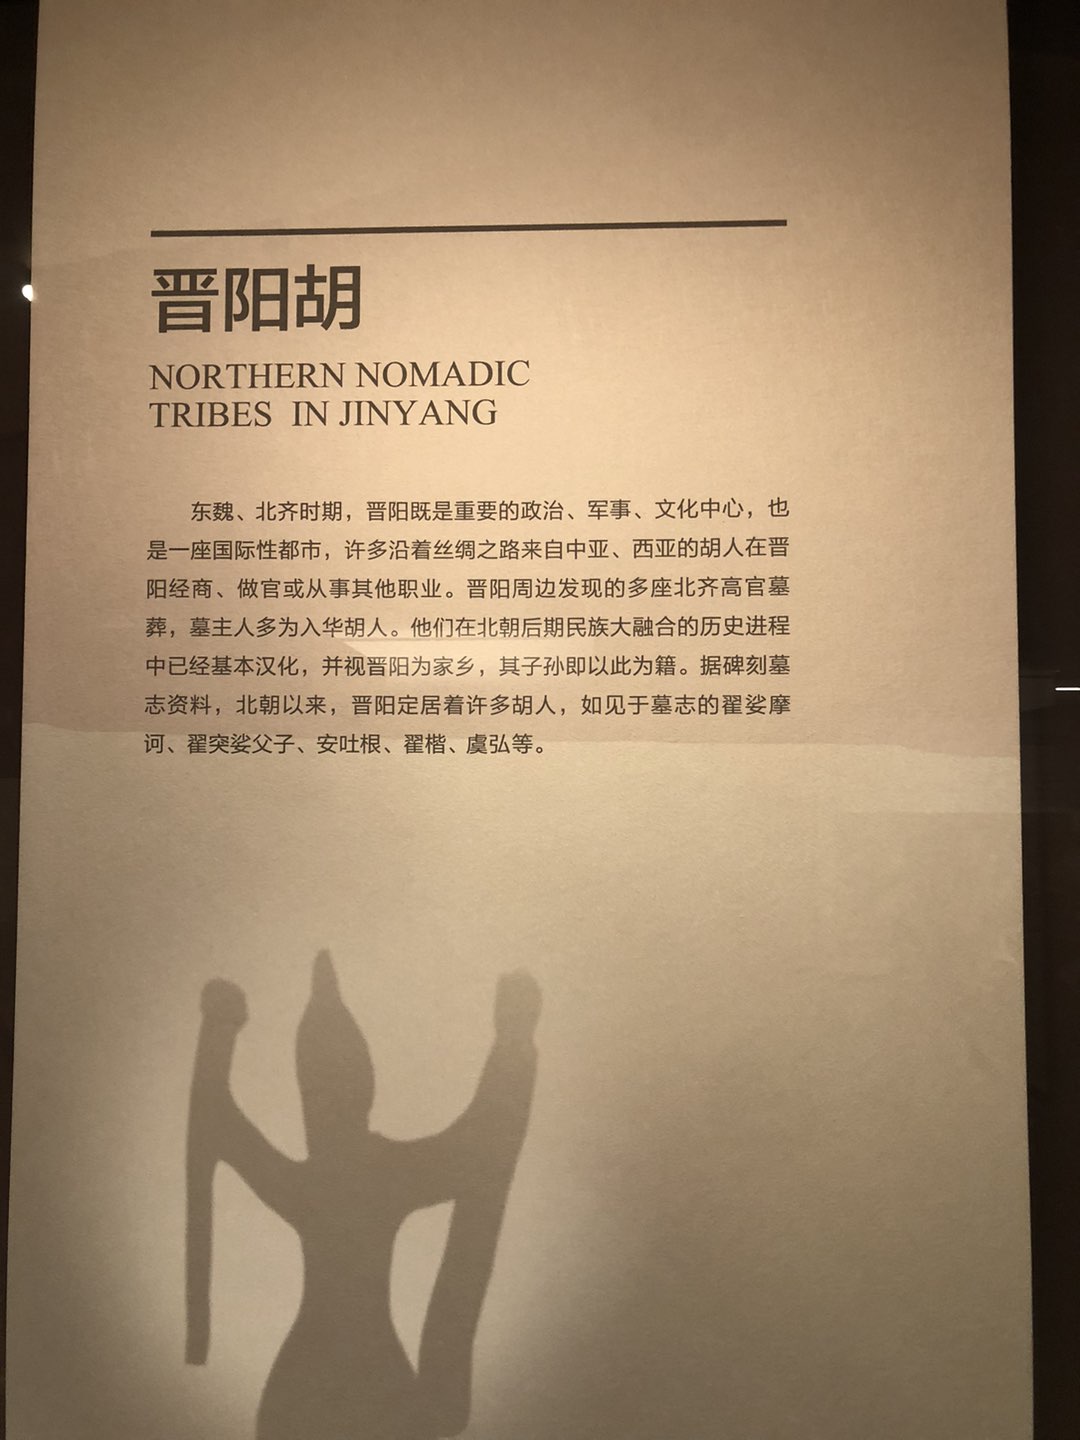 晋阳胡
NORTHERN NOMADIC
TRIBES IN JINYANG
东魏、北齐时期，晋阳既是重要的政治、军事、文化中心，也
是一座国际性都市，许多沿着丝绸之路来自中亚、西亚的胡人在晋
阳经商、做官或从事其他职业。晋阳周边发现的多座北齐高官墓
葬，墓主人多为入华胡人。他们在北朝后期民族大融合的历史进程
中已经基本汉化，并视晋阳为家乡，其子孙即以此为籍。据碑刻墓
志资料，北朝以来，晋阳定居着许多胡人，如见于墓志的翟娑摩
诃、翟突娑父子、安吐根、翟楷、虞弘等。